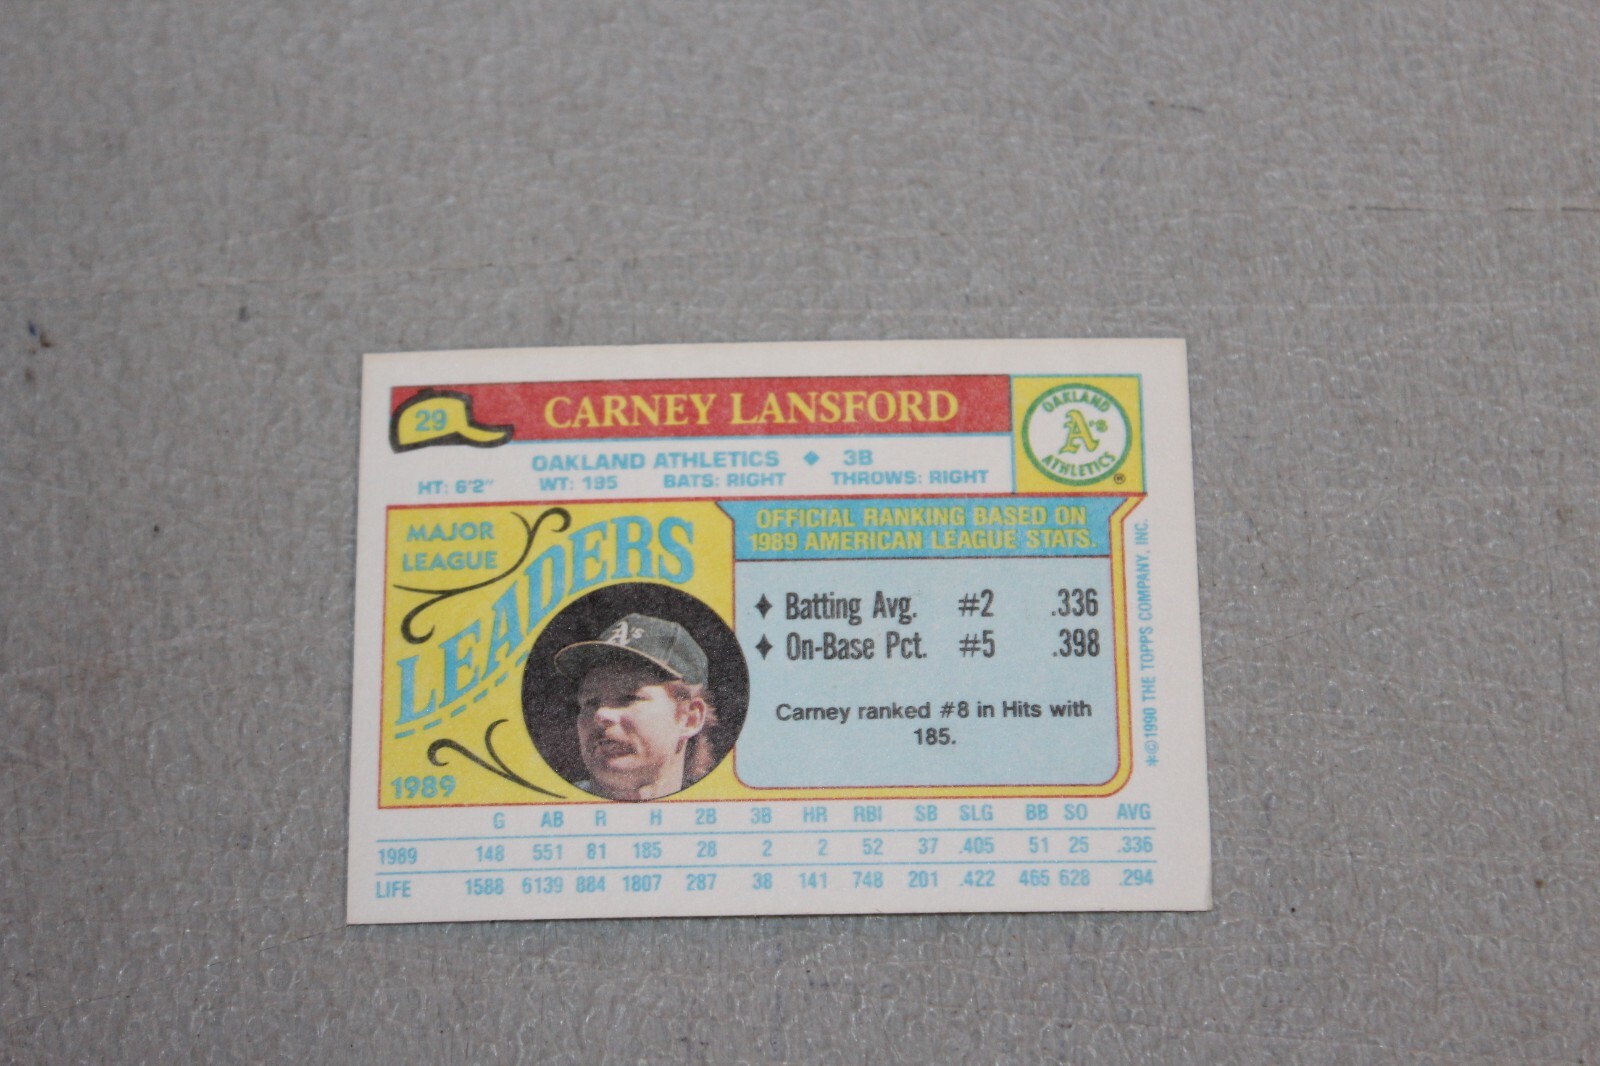 29
CARNEY LANSFORD
OAKLAND A's ATHLETICS ®
OAKLAND ATHLETICS ♦ 3B
HT: 6'2" WT: 195 BATS: RIGHT THROWS: RIGHT
MAJOR
LEAGUE
LEADERS
A's
1989
OFFICIAL RANKING BASED ON
1989 AMERICAN LEAGUE STATS.
♦ Batting Avg. #2 .336
♦ On-Base Pct. #5 .398
Carney ranked #8 in Hits with
185.
*©1990 THE TOPPS COMPANY, INC.
G AB R H 2B 3B HR RBI SB SLG BB SO AVG
1989 148 551 81 185 28 2 2 52 37 .405 51 25 .336
LIFE 1588 6139 884 1807 287 38 141 748 201 .422 465 628 .294